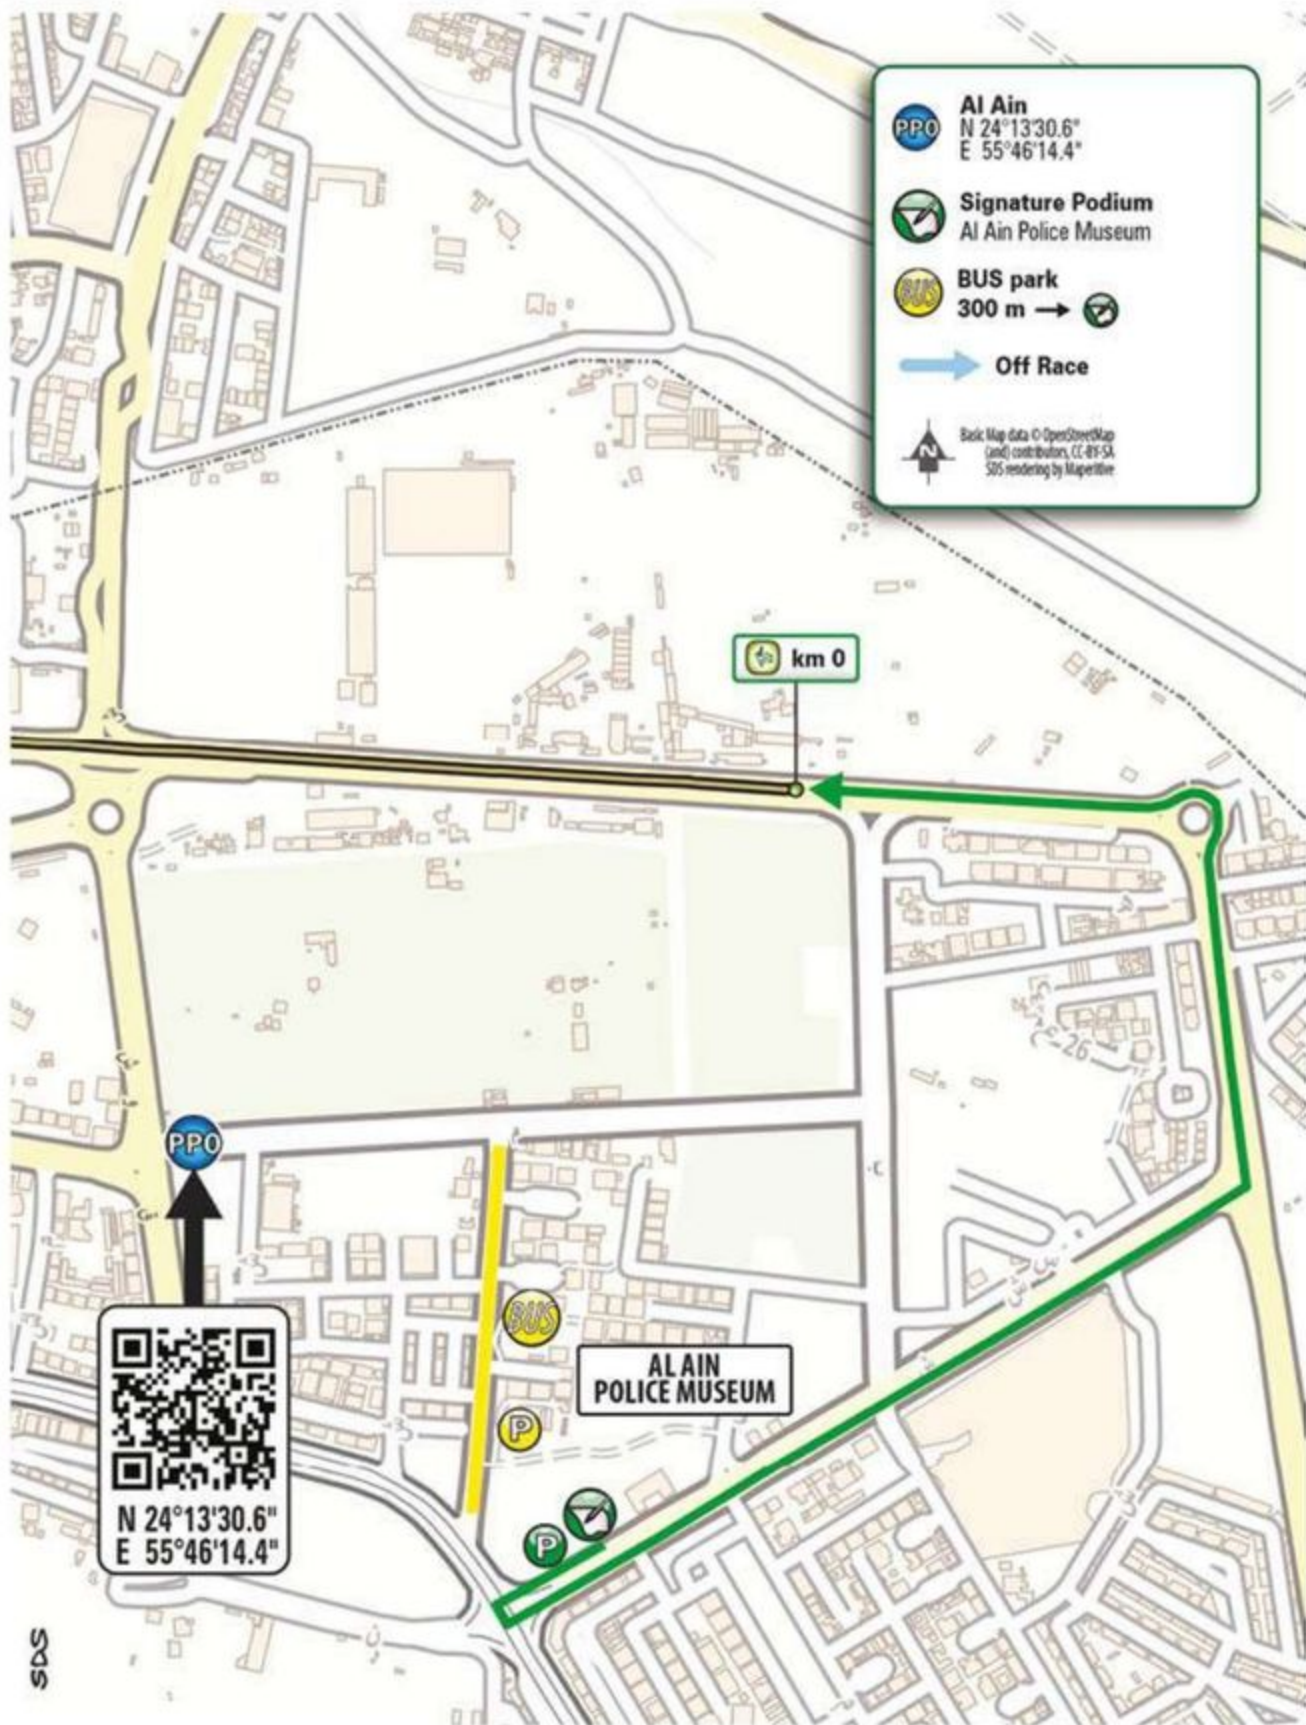 PPO
Al Ain
N 24°13'30.6"
E 55°46'14.4"
Signature Podium
Al Ain Police Museum
BUS
BUS park
300 m
Off Race
N
Basic Map data © OpenStreetMap
(and) contributors, CC-BY-SA
SDS rendering by Maperitive
km 0
PPO
BUS
AL AIN
POLICE MUSEUM
P
P
N 24°13'30.6"
E 55°46'14.4"
SDS